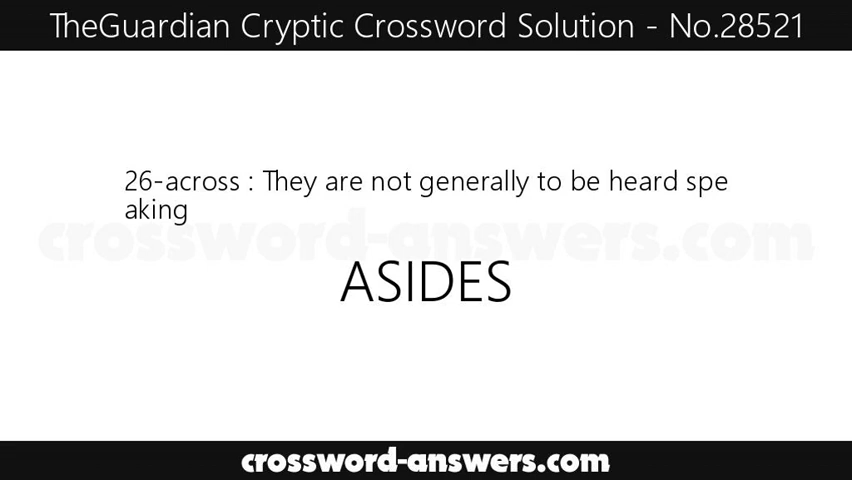 TheGuardian Cryptic Crossword Solution - No.28521
26-across : They are not generally to be heard spe
aking
crossword-answers.com
ASIDES
crossword-answers.com